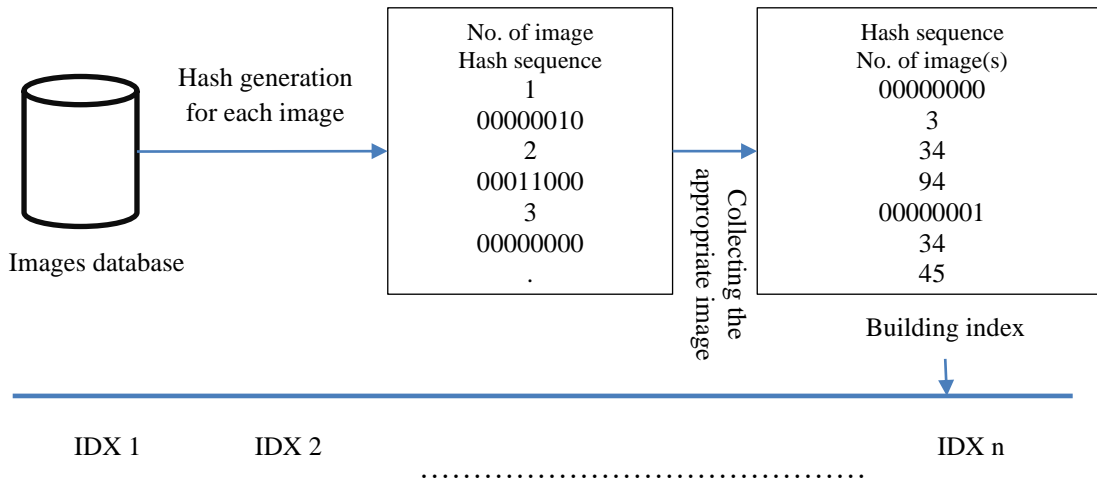 Images database
Hash generation
for each image
No. of image
Hash sequence
1
00000010
2
00011000
3
00000000
.
Collecting the
appropriate image
Hash sequence
No. of image(s)
00000000
3
34
94
00000001
34
45
Building index
IDX 1
IDX 2
..........................................
IDX n